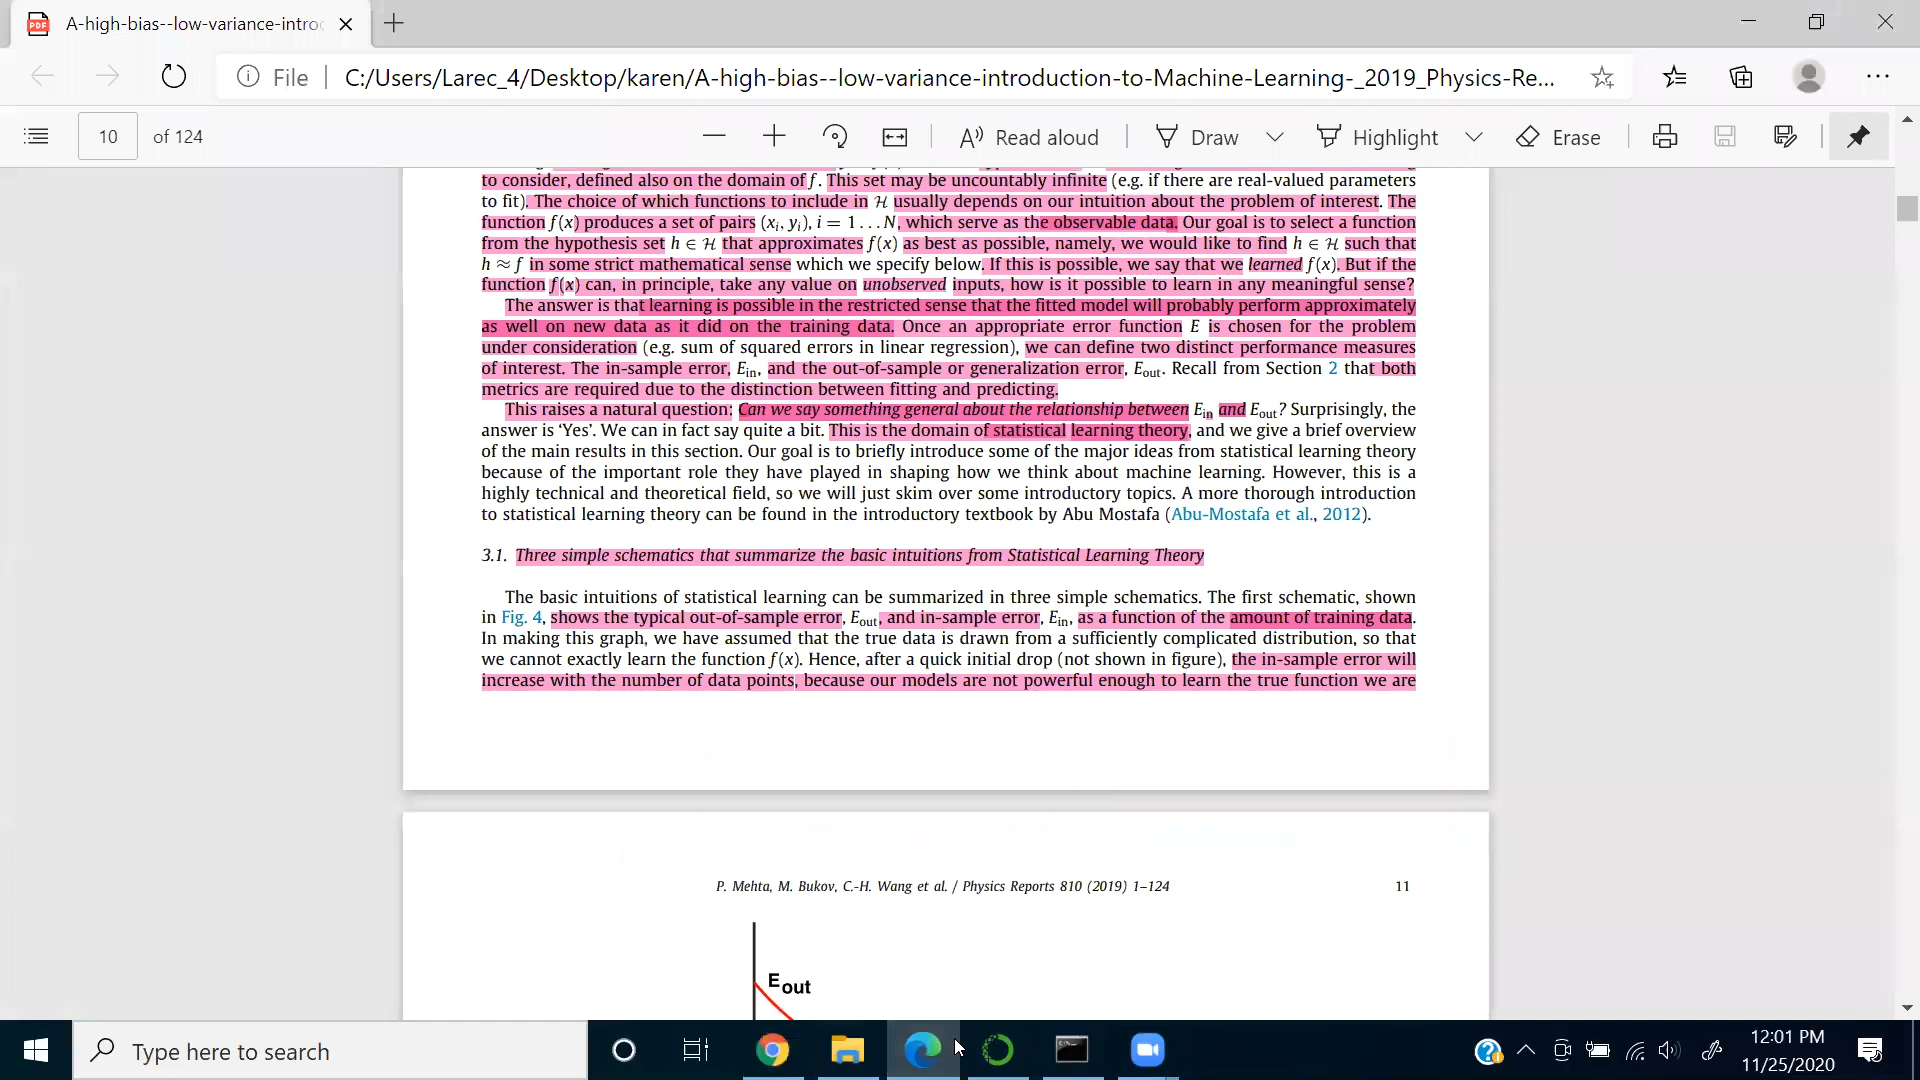 A-high-bias--low-variance-introd
File
C:/Users/Larec_4/Desktop/karen/A-high-bias--low-variance-introduction-to-Machine-Learning-_2019_Physics-Re...
10 of 124
Read aloud
Draw
Highlight
Erase
to consider, defined also on the domain of f. This set may be uncountably infinite (e.g. if there are real-valued parameters
to fit). The choice of which functions to include in ℋ usually depends on our intuition about the problem of interest. The
function f(x) produces a set of pairs (xᵢ, yᵢ), i = 1...N, which serve as the observable data. Our goal is to select a function
from the hypothesis set h ∈ ℋ that approximates f(x) as best as possible, namely, we would like to find h ∈ ℋ such that
h ≈ f in some strict mathematical sense which we specify below. If this is possible, we say that we learned f(x). But if the
function f(x) can, in principle, take any value on unobserved inputs, how is it possible to learn in any meaningful sense?
The answer is that learning is possible in the restricted sense that the fitted model will probably perform approximately
as well on new data as it did on the training data. Once an appropriate error function E is chosen for the problem
under consideration (e.g. sum of squared errors in linear regression), we can define two distinct performance measures
of interest. The in-sample error, Ein, and the out-of-sample or generalization error, Eout. Recall from Section 2 that both
metrics are required due to the distinction between fitting and predicting.
This raises a natural question: Can we say something general about the relationship between Ein and Eout? Surprisingly, the
answer is ‘Yes’. We can in fact say quite a bit. This is the domain of statistical learning theory, and we give a brief overview
of the main results in this section. Our goal is to briefly introduce some of the major ideas from statistical learning theory
because of the important role they have played in shaping how we think about machine learning. However, this is a
highly technical and theoretical field, so we will just skim over some introductory topics. A more thorough introduction
to statistical learning theory can be found in the introductory textbook by Abu Mostafa (Abu-Mostafa et al., 2012).
3.1. Three simple schematics that summarize the basic intuitions from Statistical Learning Theory
The basic intuitions of statistical learning can be summarized in three simple schematics. The first schematic, shown
in Fig. 4, shows the typical out-of-sample error, Eout, and in-sample error, Ein, as a function of the amount of training data.
In making this graph, we have assumed that the true data is drawn from a sufficiently complicated distribution, so that
we cannot exactly learn the function f(x). Hence, after a quick initial drop (not shown in figure), the in-sample error will
increase with the number of data points, because our models are not powerful enough to learn the true function we are
P. Mehta, M. Bukov, C.-H. Wang et al. / Physics Reports 810 (2019) 1–124
11
Eout
Type here to search
12:01 PM
11/25/2020